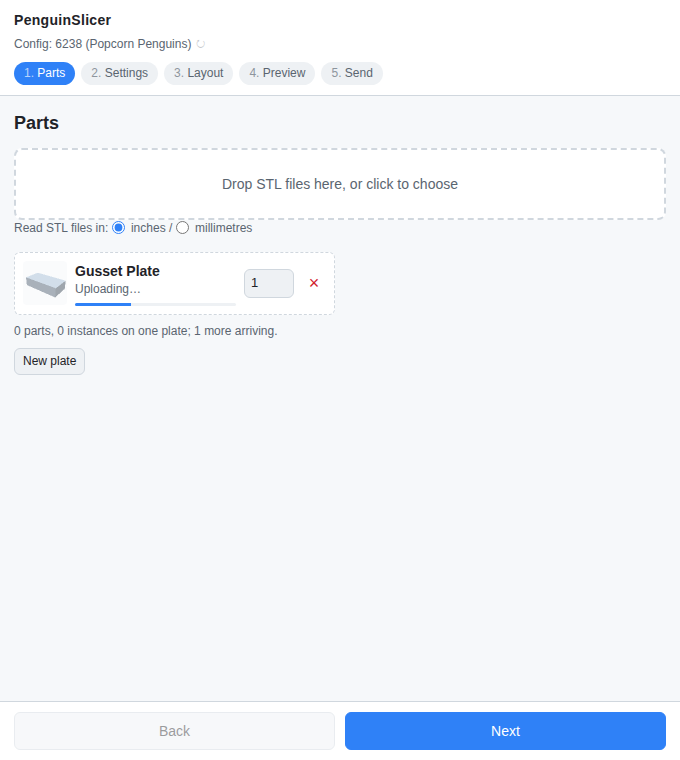 PenguinSlicer
Config: 6238 (Popcorn Penguins)
1. Parts
2. Settings
3. Layout
4. Preview
5. Send
Parts
Drop STL files here, or click to choose
Read STL files in: inches / millimetres
Gusset Plate
Uploading…
1
×
0 parts, 0 instances on one plate; 1 more arriving.
New plate
Back
Next